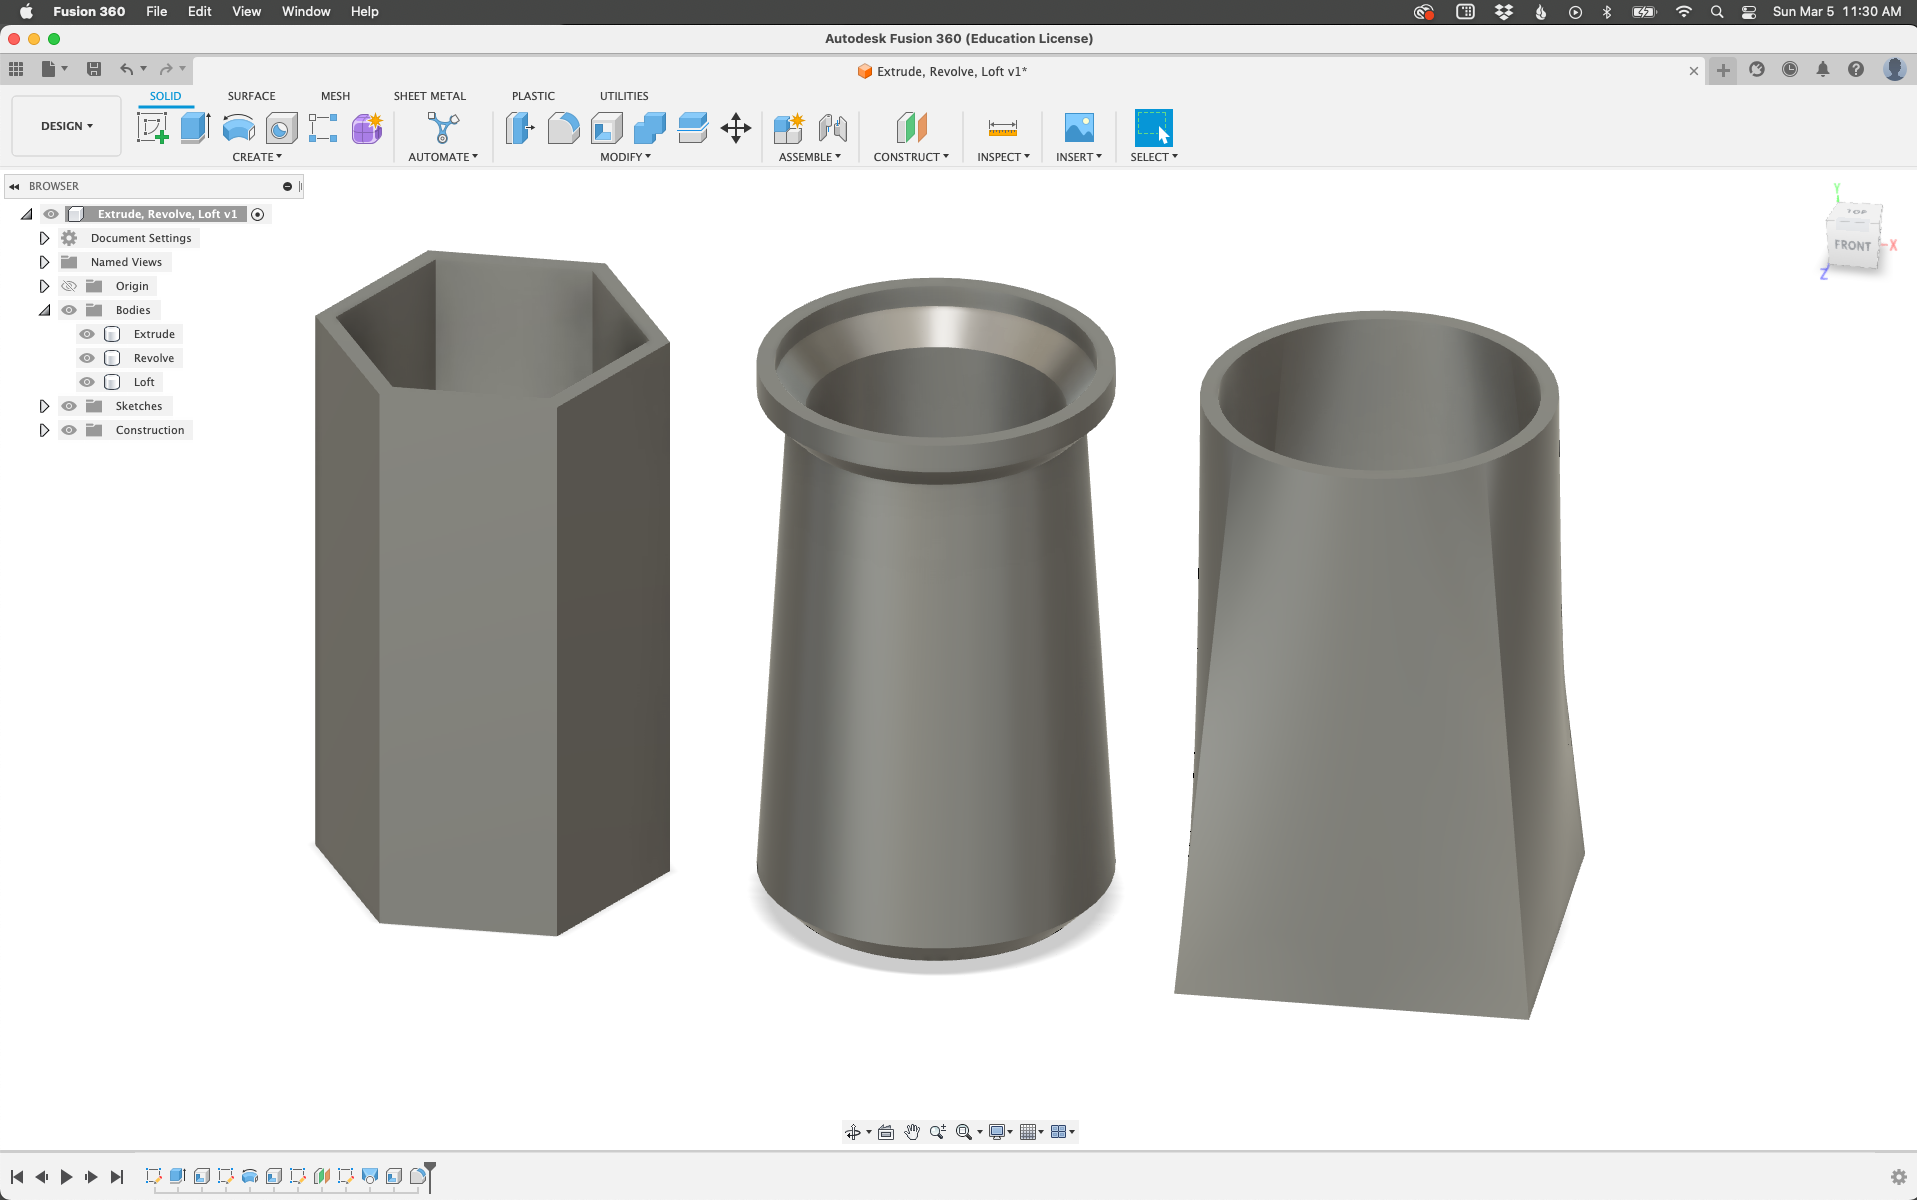 Fusion 360 File Edit View Window Help Sun Mar 5 11:30 AM
Autodesk Fusion 360 (Education License)
Extrude, Revolve, Loft v1*
SOLID SURFACE MESH SHEET METAL PLASTIC UTILITIES
DESIGN
CREATE AUTOMATE MODIFY ASSEMBLE CONSTRUCT INSPECT INSERT SELECT
BROWSER
Extrude, Revolve, Loft v1
Document Settings
Named Views
Origin
Bodies
Extrude
Revolve
Loft
Sketches
Construction
Y
TOP
FRONT
X
Z